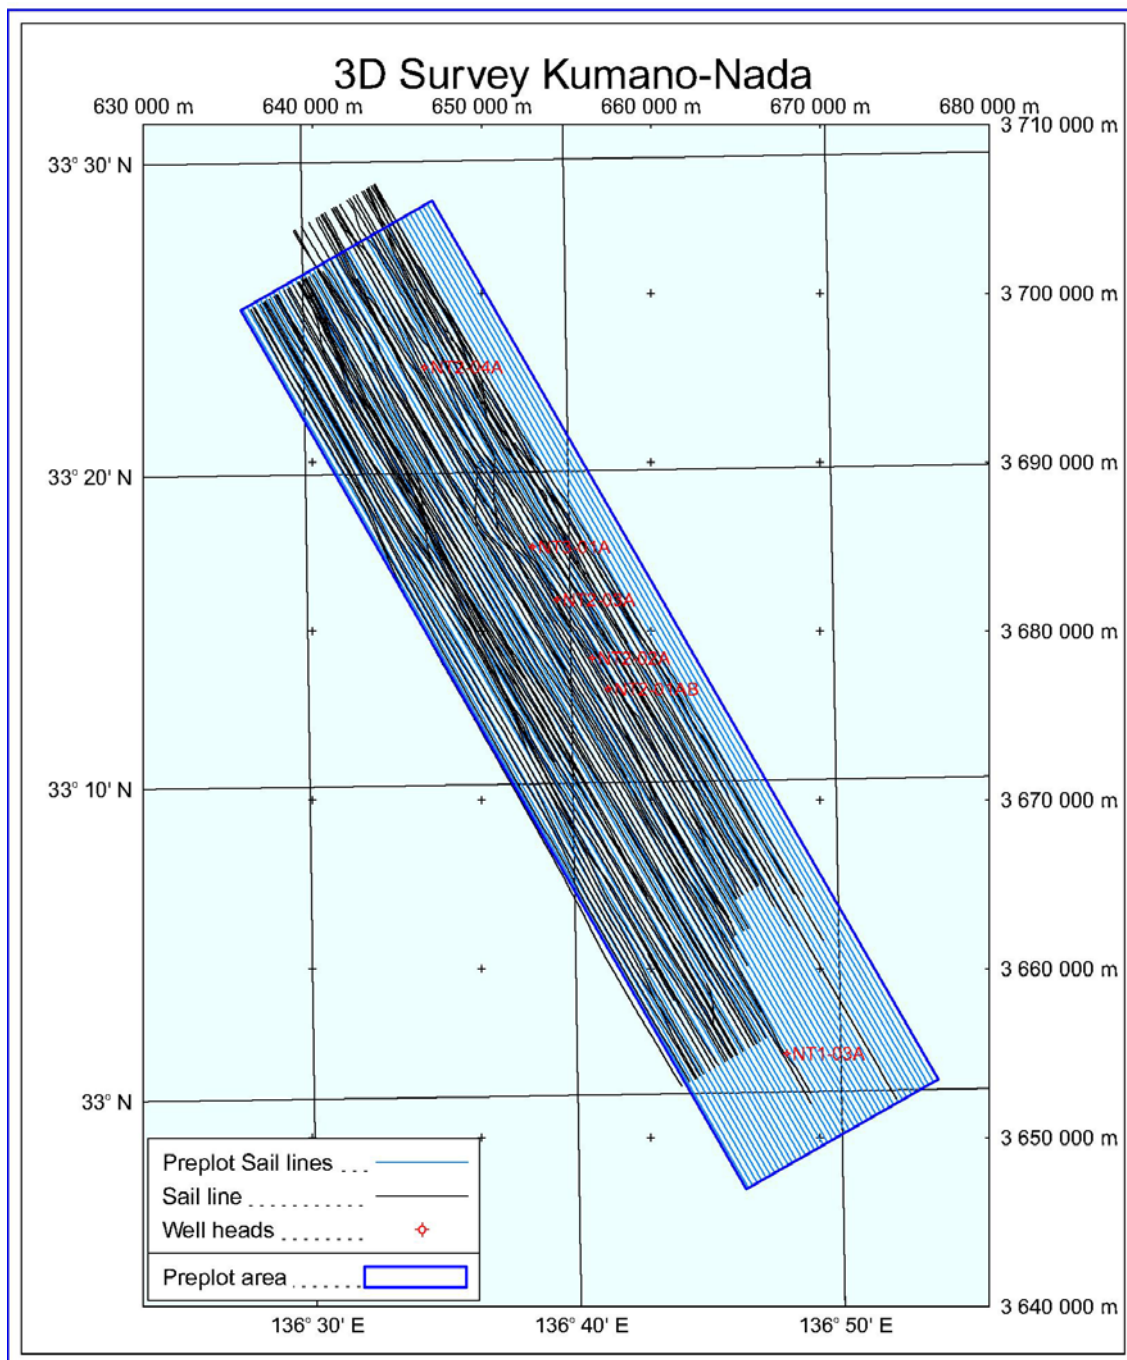 3D Survey Kumano-Nada
630 000 m 640 000 m 650 000 m 660 000 m 670 000 m 680 000 m
3 710 000 m
33° 30' N
3 700 000 m
NT2-04A
3 690 000 m
33° 20' N
NT3-01A
NT2-03A
3 680 000 m
NT2-02A
NT2-01AB
33° 10' N
3 670 000 m
3 660 000 m
NT1-03A
33° N
3 650 000 m
Preplot Sail lines
Sail line
Well heads
Preplot area
3 640 000 m
136° 30' E 136° 40' E 136° 50' E